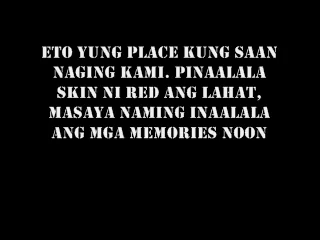 ETO YUNG PLACE KUNG SAAN
NAGING KAMI. PINAALALA
SKIN NI RED ANG LAHAT,
MASAYA NAMING INAALALA
ANG MGA MEMORIES NOON